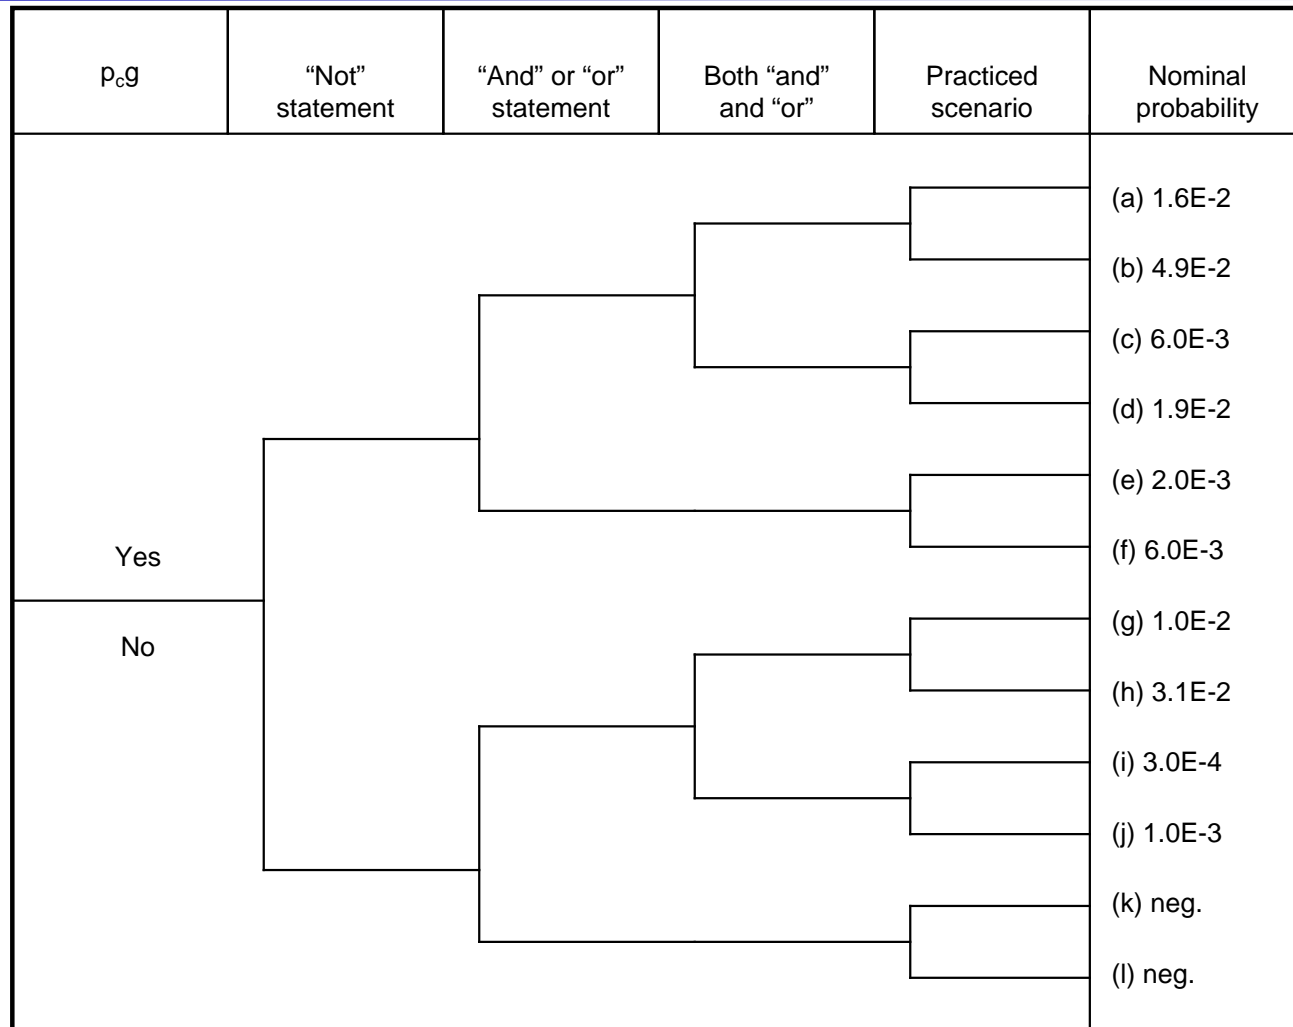 p_cg
“Not”
statement
“And” or “or”
statement
Both “and”
and “or”
Practiced
scenario
Nominal
probability
(a) 1.6E-2
(b) 4.9E-2
(c) 6.0E-3
(d) 1.9E-2
(e) 2.0E-3
(f) 6.0E-3
Yes
No
(g) 1.0E-2
(h) 3.1E-2
(i) 3.0E-4
(j) 1.0E-3
(k) neg.
(l) neg.